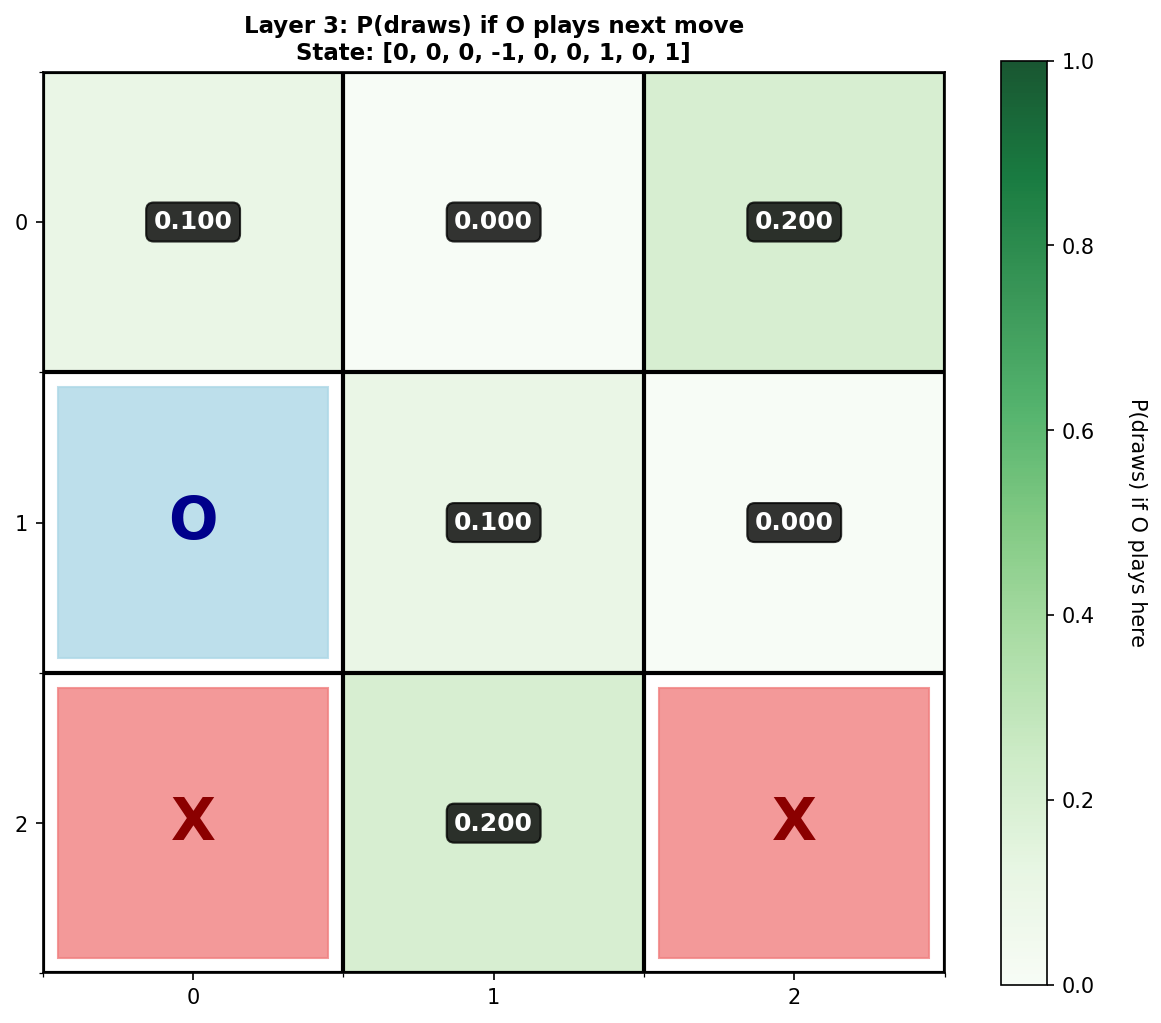 Layer 3: P(draws) if O plays next move
State: [0, 0, 0, -1, 0, 0, 1, 0, 1]
0.100 0.000 0.200
O 0.100 0.000
X 0.200 X
0
1
2
0 1 2
1.0
0.8
0.6
0.4
0.2
0.0
P(draws) if O plays here